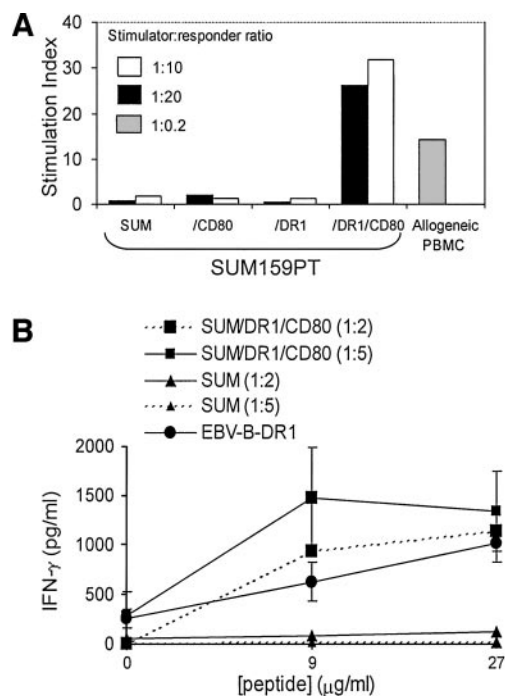 A
Stimulator:responder ratio
1:10
1:20
1:0.2
Stimulation Index
40
30
20
10
0
SUM
/CD80
/DR1
/DR1/CD80
Allogeneic
PBMC
SUM159PT
B
SUM/DR1/CD80 (1:2)
SUM/DR1/CD80 (1:5)
SUM (1:2)
SUM (1:5)
EBV-B-DR1
IFN-γ (pg/ml)
2000
1500
1000
500
0
0
9
27
[peptide] (μg/ml)